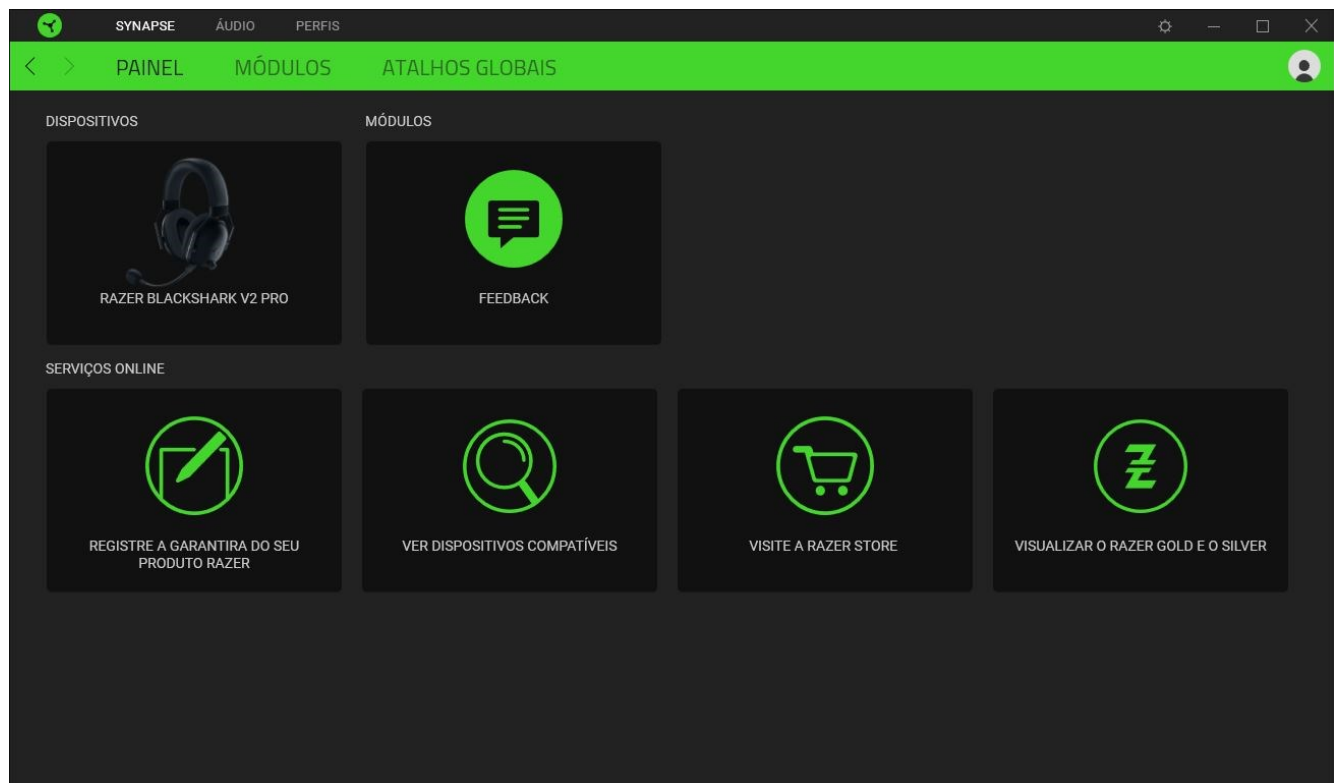 SYNAPSE ÁUDIO PERFIS
PAINEL MÓDULOS ATALHOS GLOBAIS
DISPOSITIVOS MÓDULOS
RAZER BLACKSHARK V2 PRO FEEDBACK
SERVIÇOS ONLINE
REGISTRE A GARANTIRA DO SEU
PRODUTO RAZER
VER DISPOSITIVOS COMPATÍVEIS
VISITE A RAZER STORE
VISUALIZAR O RAZER GOLD E O SILVER